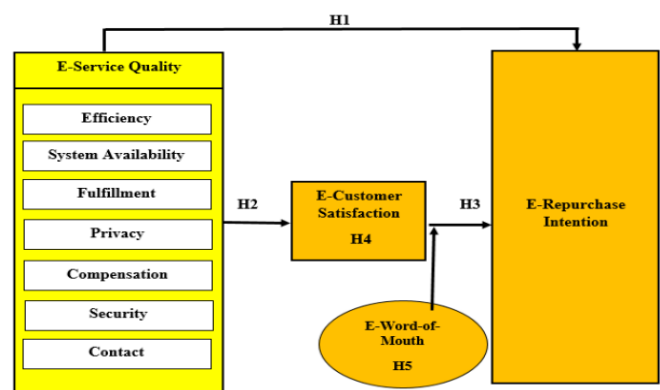 H1
E-Service Quality
Efficiency
System Availability
Fulfillment
Privacy
Compensation
Security
Contact
H2
E-Customer
Satisfaction
H4
H3
E-Word-of-
Mouth
H5
E-Repurchase
Intention